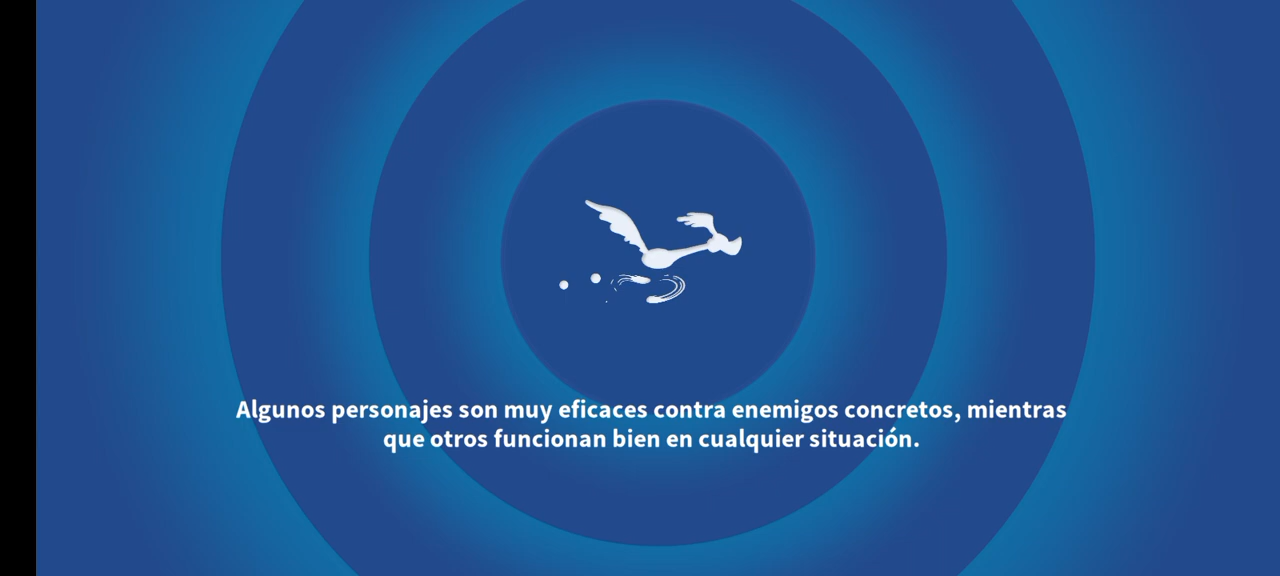 Algunos personajes son muy eficaces contra enemigos concretos, mientras
que otros funcionan bien en cualquier situación.